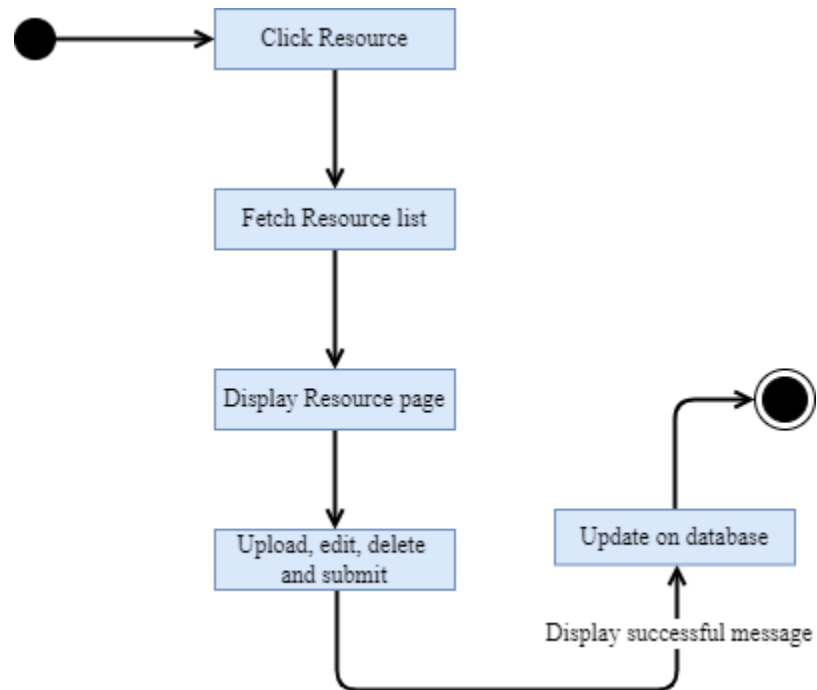 Click Resource
Fetch Resource list
Display Resource page
Upload, edit, delete
and submit
Update on database
Display successful message